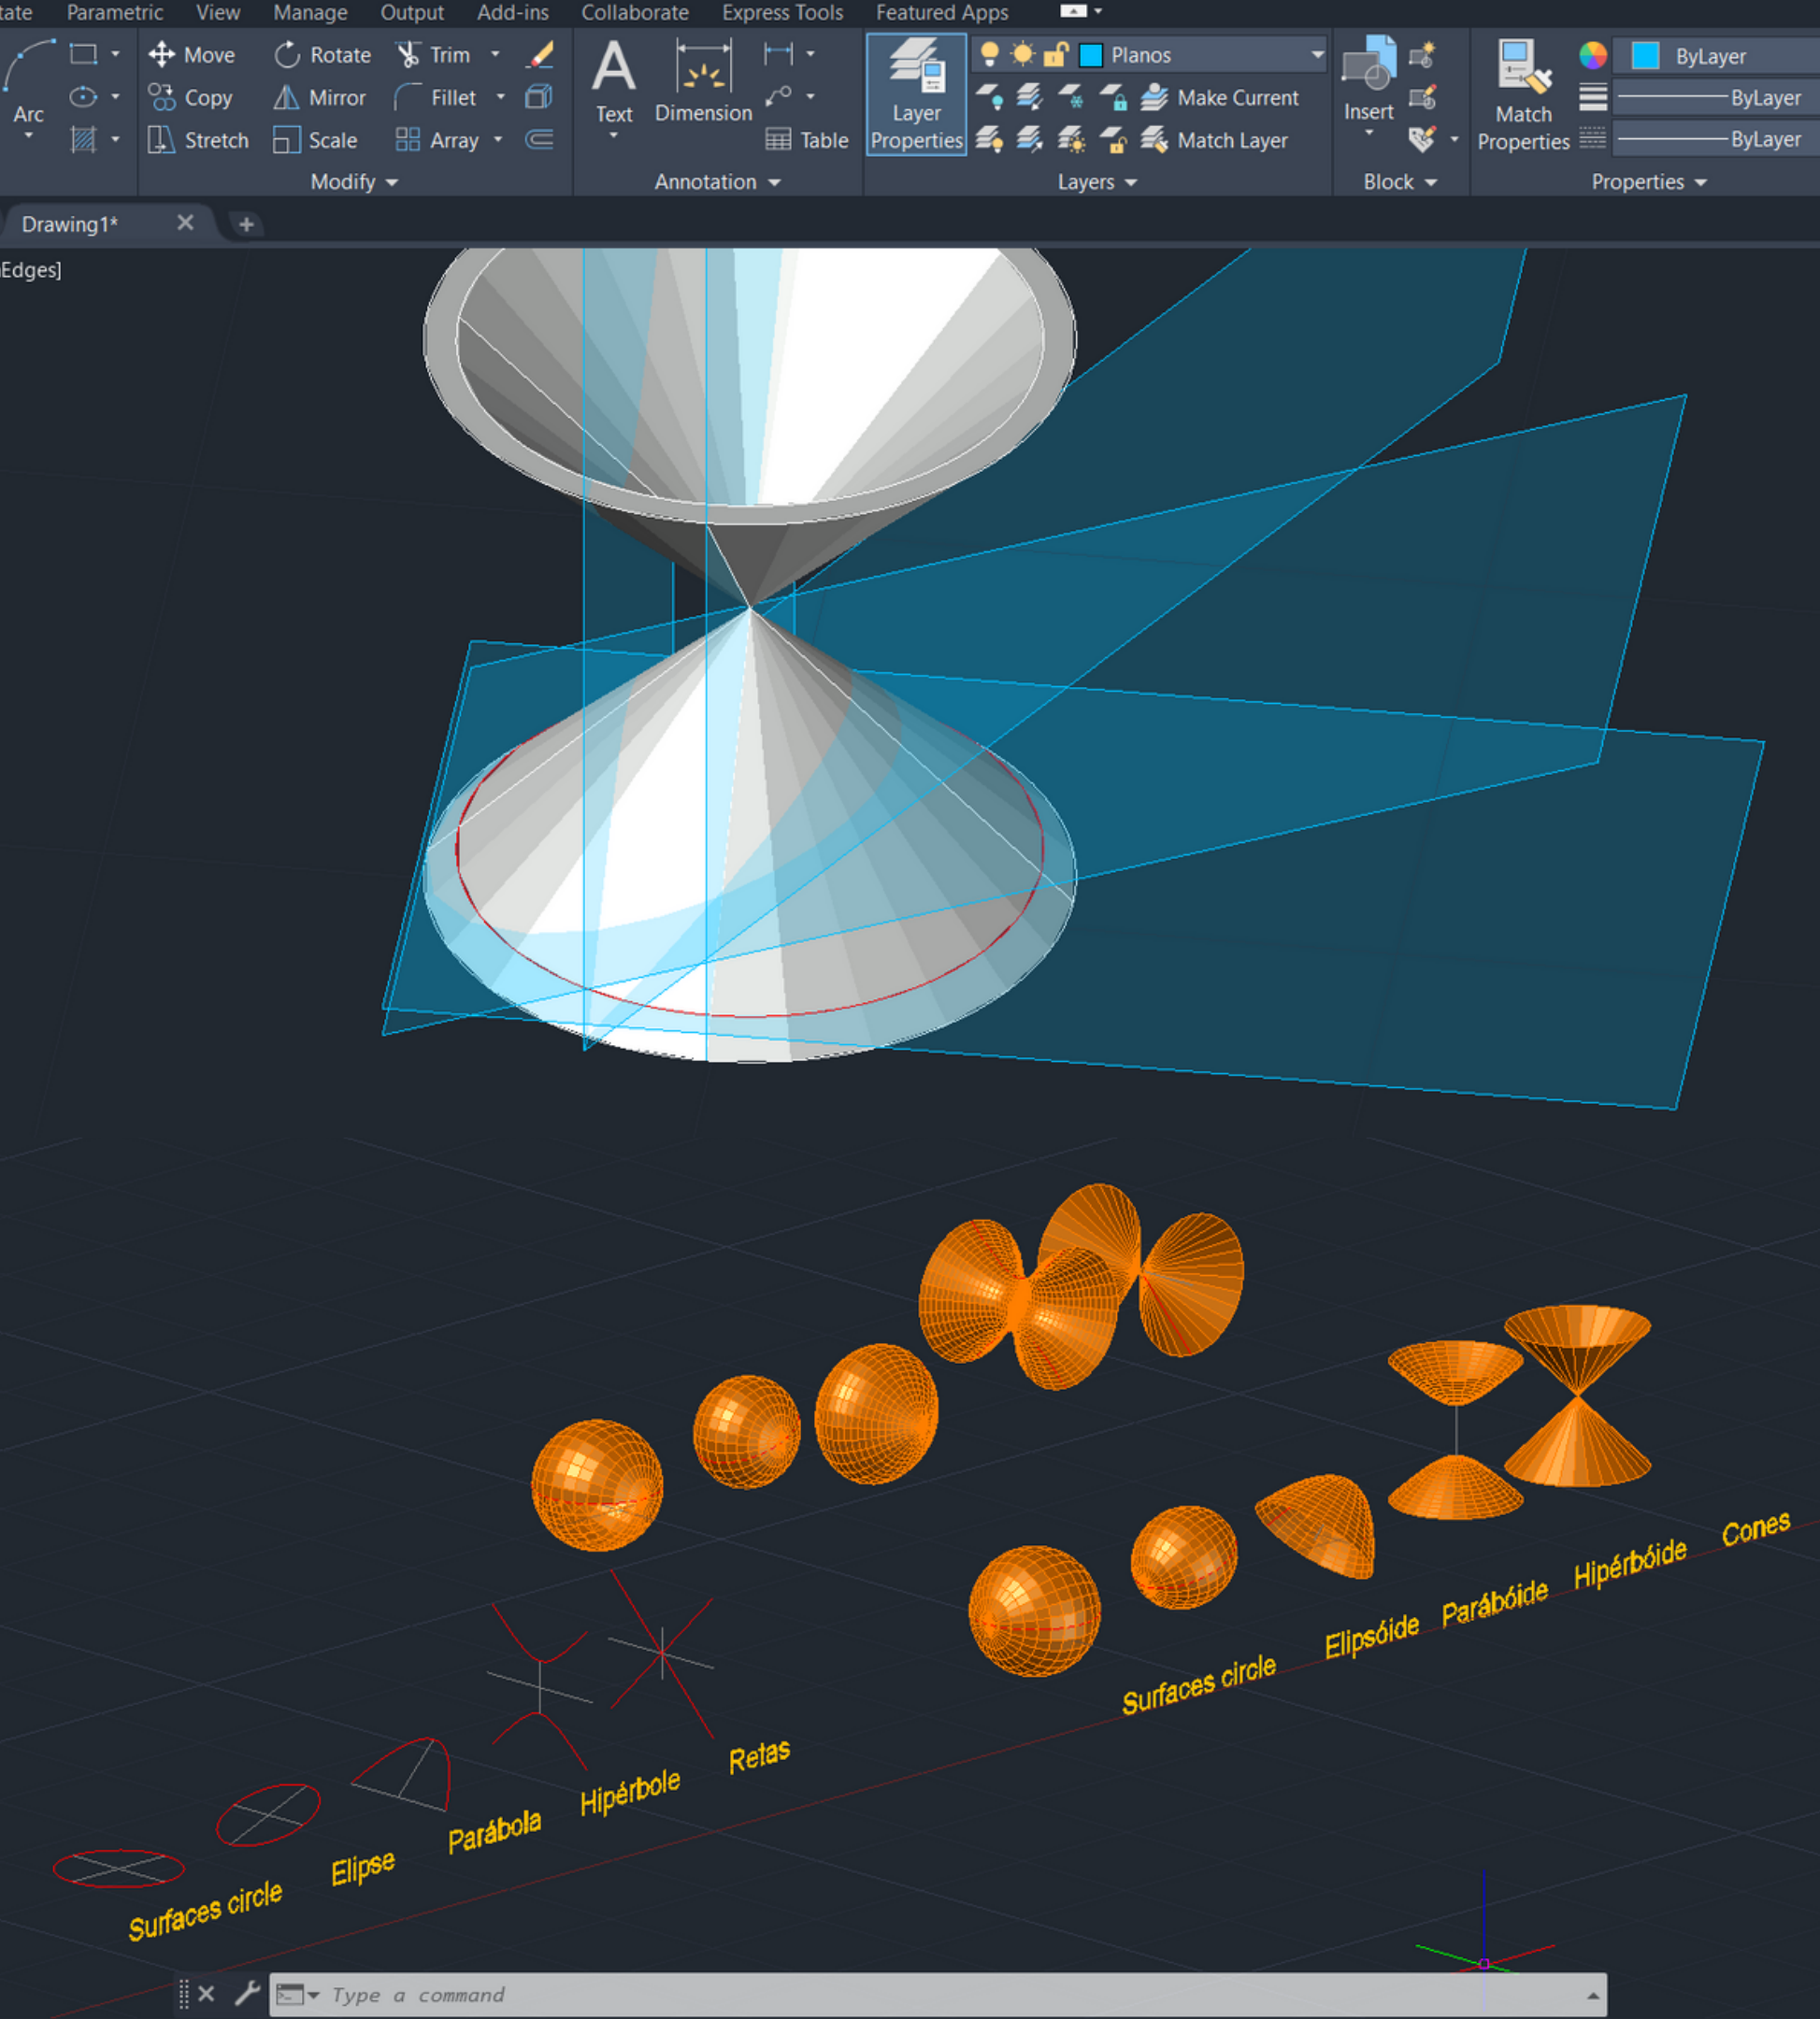 tate Parametric View Manage Output Add-ins Collaborate Express Tools Featured Apps
Move Rotate Trim Planos ByLayer
Arc Copy Mirror Fillet Text Dimension Layer Properties Make Current Insert Match Properties ByLayer
Stretch Scale Array Table Match Layer ByLayer
Modify Annotation Layers Block Properties
Drawing1*
Edges]
Surfaces circle Elipsóide Parábóide Hipérbóide Cones
Surfaces circle Elipse Parábola Hipérbole Retas
Type a command